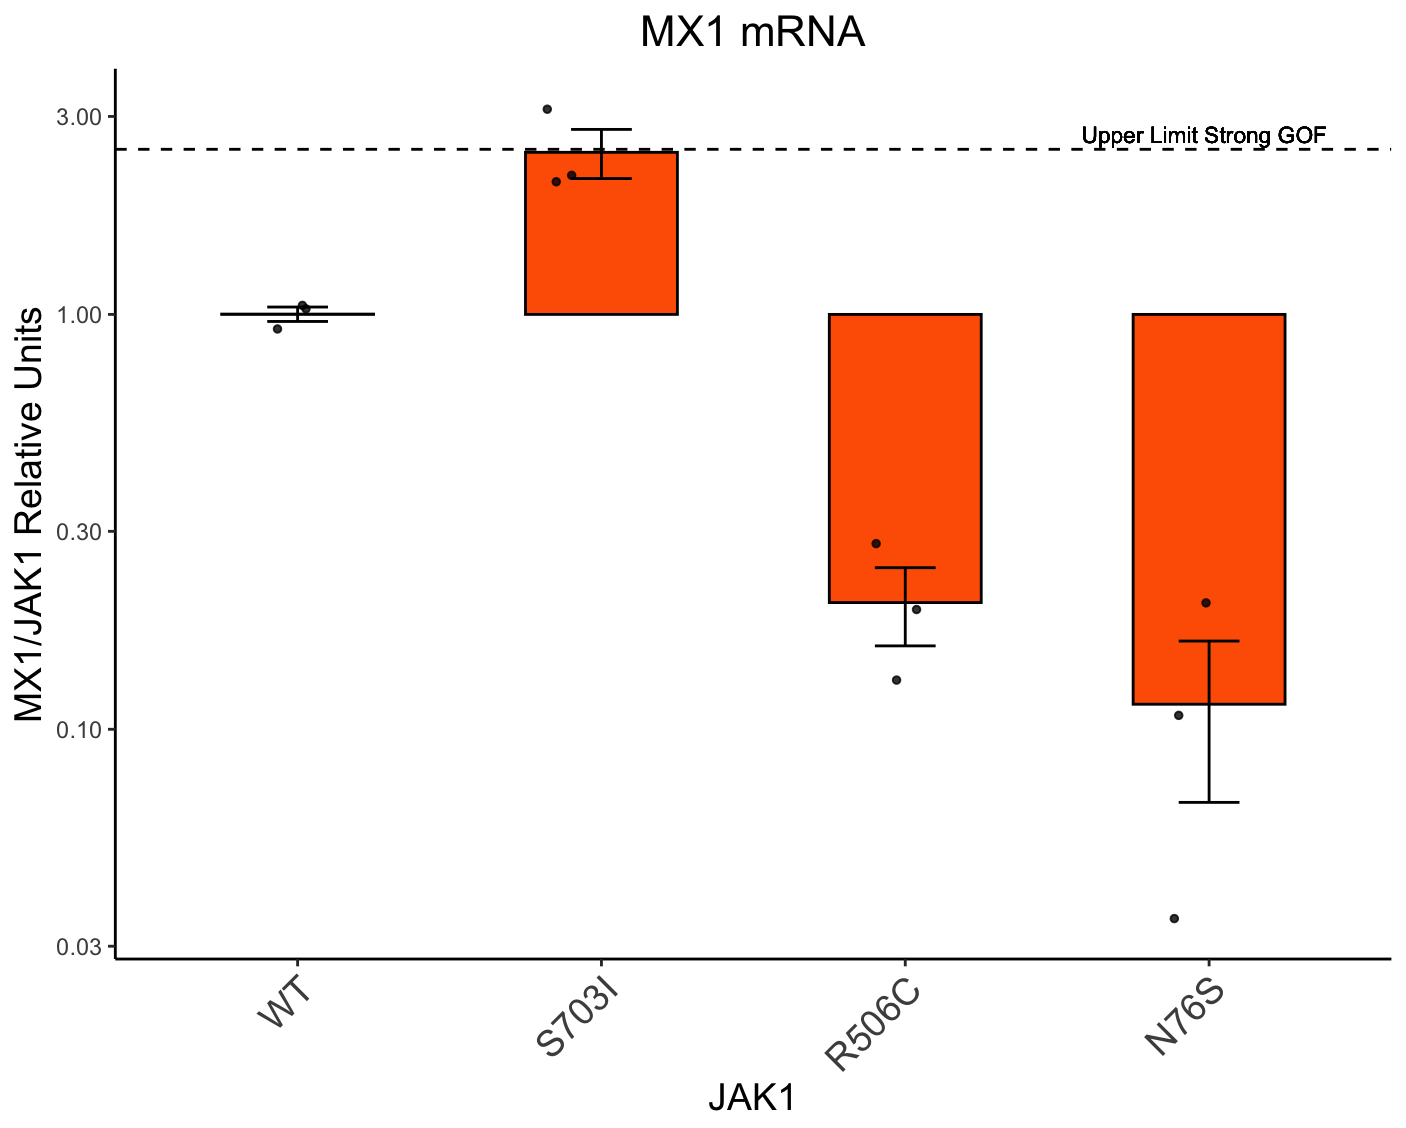 MX1 mRNA
MX1/JAK1 Relative Units
3.00
1.00
0.30
0.10
0.03
Upper Limit Strong GOF
WT
S703I
R506C
N76S
JAK1